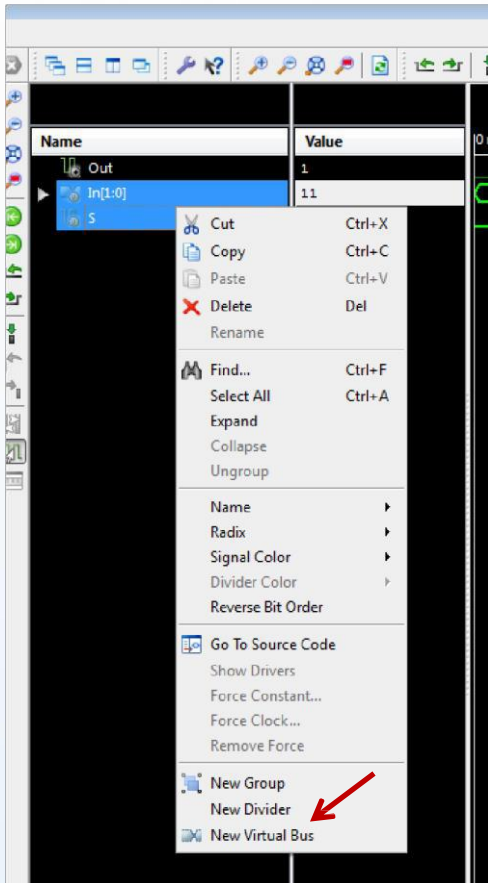 Name Value
Out 1
In[1:0] 11
S
Cut Ctrl+X
Copy Ctrl+C
Paste Ctrl+V
Delete Del
Rename
Find... Ctrl+F
Select All Ctrl+A
Expand
Collapse
Ungroup
Name
Radix
Signal Color
Divider Color
Reverse Bit Order
Go To Source Code
Show Drivers
Force Constant...
Force Clock...
Remove Force
New Group
New Divider
New Virtual Bus